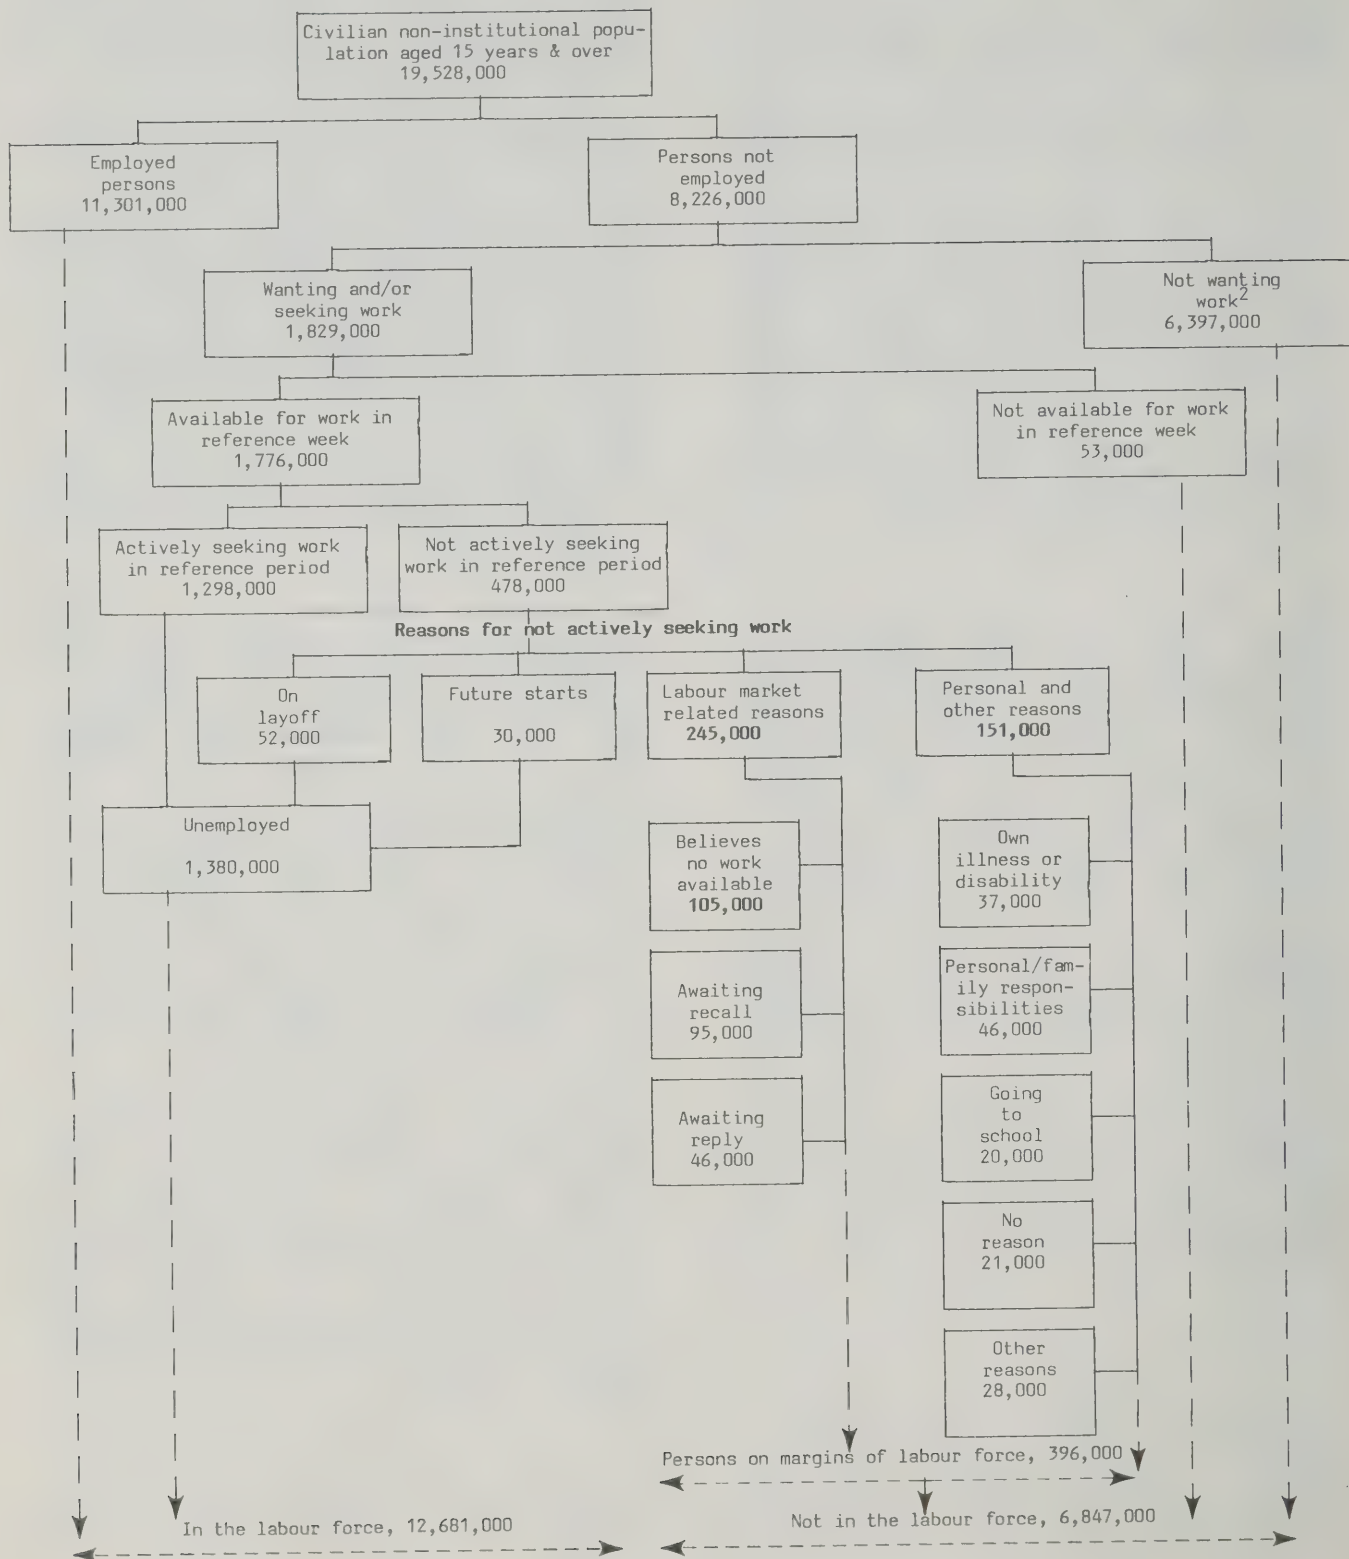 Civilian non-institutional popu-
lation aged 15 years & over
19,528,000
Employed
persons
11,301,000
Persons not
employed
8,226,000
Wanting and/or
seeking work
1,829,000
Not wanting
work2
6,397,000
Available for work in
reference week
1,776,000
Not available for work
in reference week
53,000
Actively seeking work
in reference period
1,298,000
Not actively seeking
work in reference period
478,000
Reasons for not actively seeking work
On
layoff
52,000
Future starts
30,000
Labour market
related reasons
245,000
Personal and
other reasons
151,000
Unemployed
1,380,000
Believes
no work
available
105,000
Awaiting
recall
95,000
Awaiting
reply
46,000
Own
illness or
disability
37,000
Personal/fam-
ily respon-
sibilities
46,000
Going
to
school
20,000
No
reason
21,000
Other
reasons
28,000
Persons on margins of labour force, 396,000
In the labour force, 12,681,000
Not in the labour force, 6,847,000